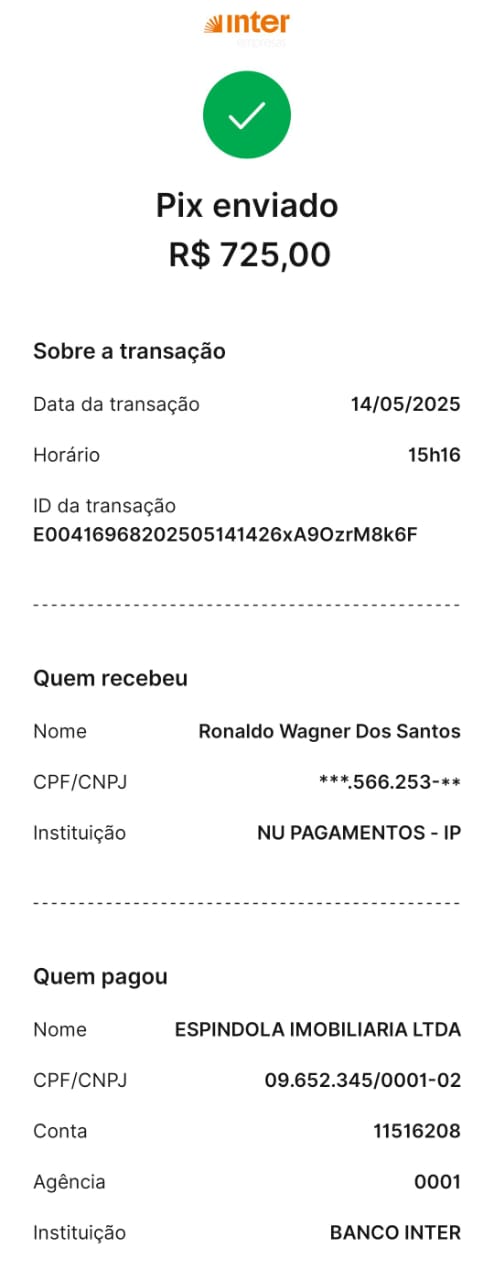 inter
empresas
Pix enviado
R$ 725,00
Sobre a transação
Data da transação 14/05/2025
Horário 15h16
ID da transação
E00416968202505141426xA9OzrM8k6F
Quem recebeu
Nome Ronaldo Wagner Dos Santos
CPF/CNPJ ***.566.253-**
Instituição NU PAGAMENTOS - IP
Quem pagou
Nome ESPINDOLA IMOBILIARIA LTDA
CPF/CNPJ 09.652.345/0001-02
Conta 11516208
Agência 0001
Instituição BANCO INTER